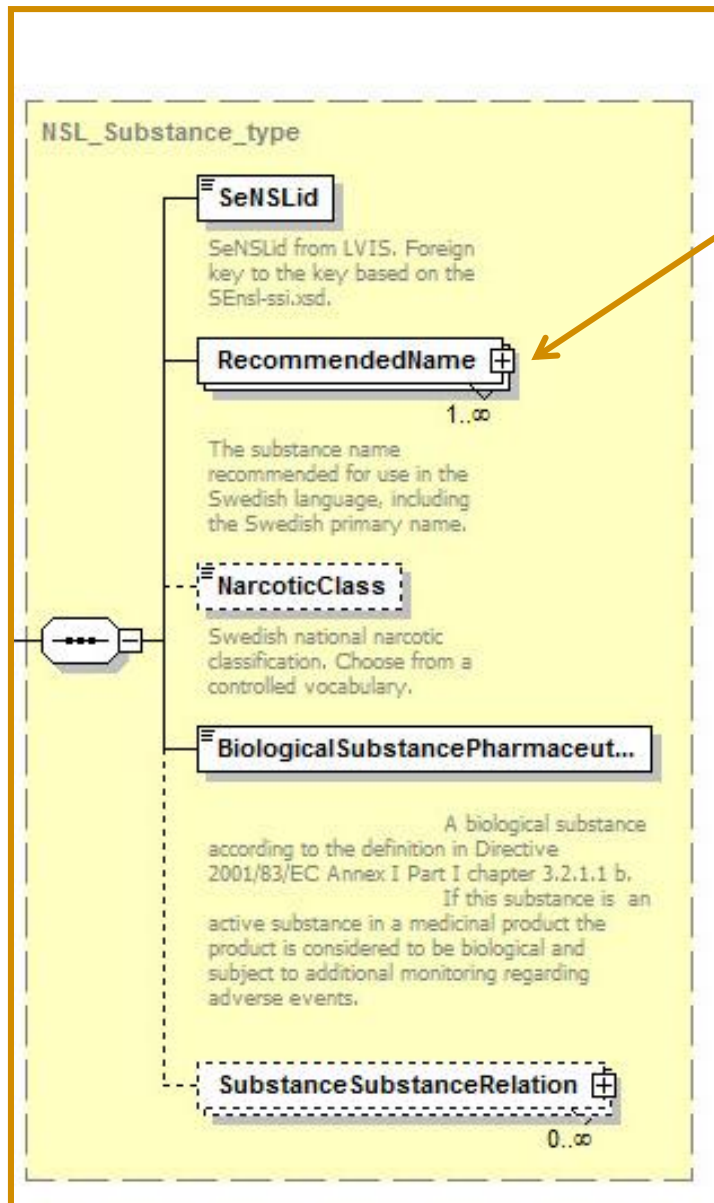 NSL_Substance_type
SeNSLid
SeNSLid from LVIS. Foreign
key to the key based on the
SEnsl-ssi.xsd.
RecommendedName
1..∞
The substance name
recommended for use in the
Swedish language, including
the Swedish primary name.
NarcoticClass
Swedish national narcotic
classification. Choose from a
controlled vocabulary.
BiologicalSubstancePharmaceut...
A biological substance
according to the definition in Directive
2001/83/EC Annex I Part I chapter 3.2.1.1 b.
If this substance is an
active substance in a medicinal product the
product is considered to be biological and
subject to additional monitoring regarding
adverse events.
SubstanceSubstanceRelation
0..∞